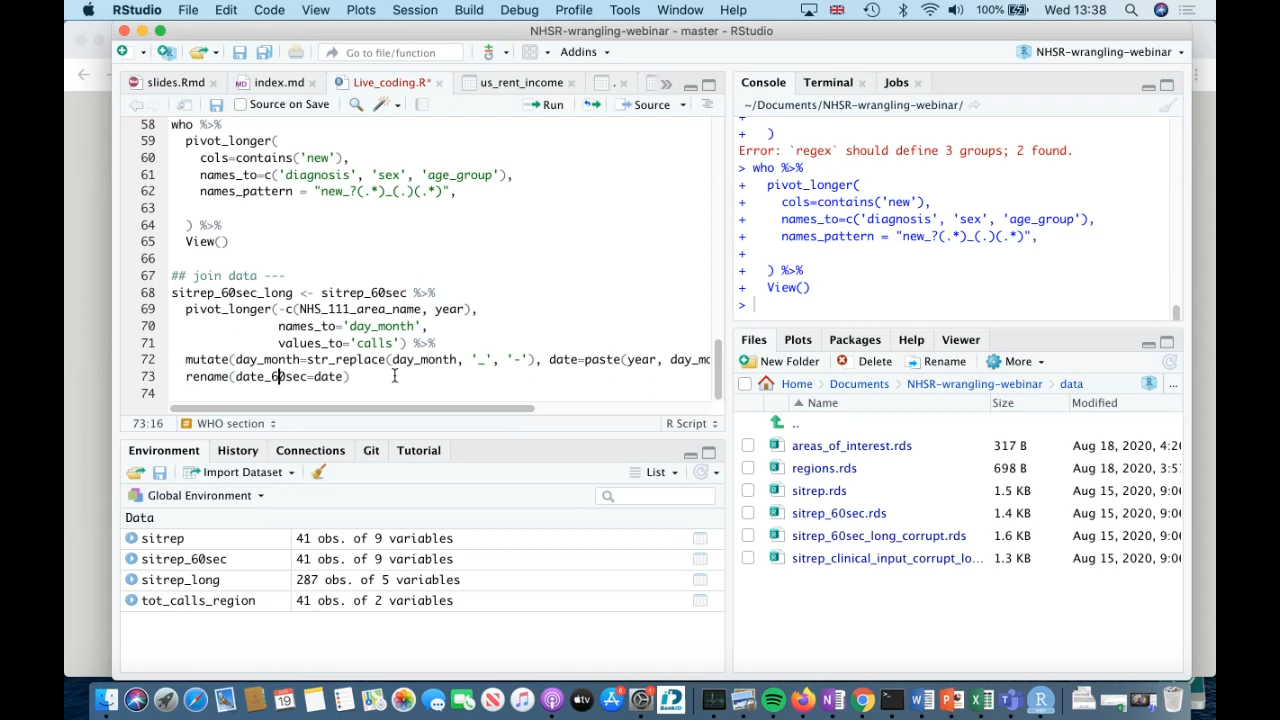 RStudio File Edit Code View Plots Session Build Debug Profile Tools Window Help 100% Wed 13:38
NHSR-wrangling-webinar - master - RStudio
Go to file/function Addins NHSR-wrangling-webinar
slides.Rmd index.md Live_coding.R* us_rent_income
Source on Save Run Source
58 who %>%
59 pivot_longer(
60 cols=contains('new'),
61 names_to=c('diagnosis', 'sex', 'age_group'),
62 names_pattern = "new_?(.*)_(.)(.*)",
63
64 ) %>%
65 View()
66
67 ## join data ---
68 sitrep_60sec_long <- sitrep_60sec %>%
69 pivot_longer(-c(NHS_111_area_name, year),
70 names_to='day_month',
71 values_to='calls') %>%
72 mutate(day_month=str_replace(day_month, '_', '-'), date=paste(year, day_mo
73 rename(date_60sec=date)
74
73:16 WHO section R Script
Environment History Connections Git Tutorial
Import Dataset List
Global Environment
Data
sitrep 41 obs. of 9 variables
sitrep_60sec 41 obs. of 9 variables
sitrep_long 287 obs. of 5 variables
tot_calls_region 41 obs. of 2 variables
Console Terminal Jobs
~/Documents/NHSR-wrangling-webinar/
+
+ )
Error: `regex` should define 3 groups; 2 found.
> who %>%
+ pivot_longer(
+ cols=contains('new'),
+ names_to=c('diagnosis', 'sex', 'age_group'),
+ names_pattern = "new_?(.*)_(.)(.*)",
+
+ ) %>%
+ View()
>
Files Plots Packages Help Viewer
New Folder Delete Rename More
Home Documents NHSR-wrangling-webinar data ...
Name Size Modified
..
areas_of_interest.rds 317 B Aug 18, 2020, 4:2
regions.rds 698 B Aug 18, 2020, 3:5
sitrep.rds 1.5 KB Aug 15, 2020, 9:0
sitrep_60sec.rds 1.4 KB Aug 15, 2020, 9:0
sitrep_60sec_long_corrupt.rds 1.6 KB Aug 15, 2020, 9:0
sitrep_clinical_input_corrupt_lo... 1.3 KB Aug 15, 2020, 9:0